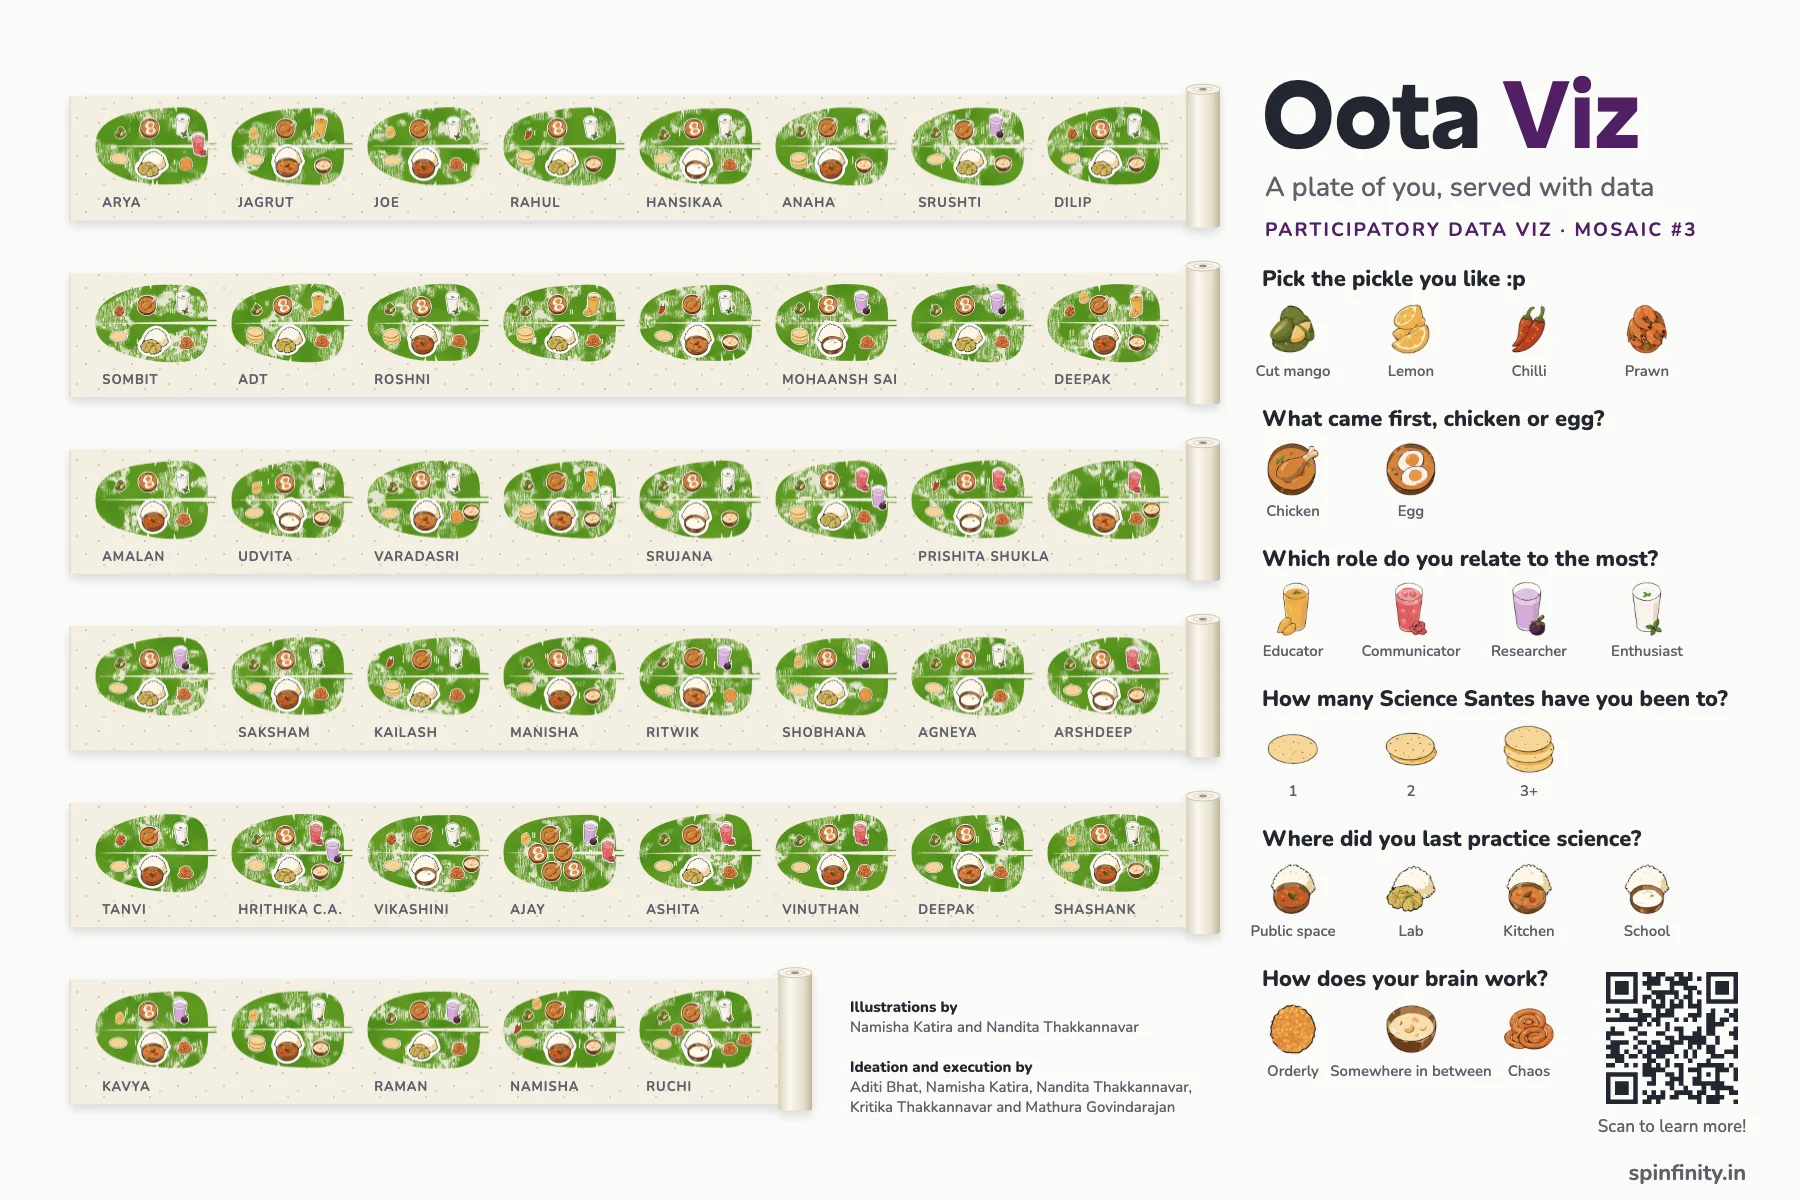 Oota Viz
A plate of you, served with data
PARTICIPATORY DATA VIZ · MOSAIC #3
ARYA JAGRUT JOE RAHUL HANSIKAA ANAHA SRUSHTI DILIP
SOMBIT ADT ROSHNI MOHAANSH SAI DEEPAK
AMALAN UDVITA VARADASRI SRUJANA PRISHITA SHUKLA
SAKSHAM KAILASH MANISHA RITWIK SHOBHANA AGNEYA ARSHDEEP
TANVI HRITHIKA C.A. VIKASHINI AJAY ASHITA VINUTHAN DEEPAK SHASHANK
KAVYA RAMAN NAMISHA RUCHI
Illustrations by
Namisha Katira and Nandita Thakkannavar
Ideation and execution by
Aditi Bhat, Namisha Katira, Nandita Thakkannavar,
Kritika Thakkannavar and Mathura Govindarajan
Pick the pickle you like :p
Cut mango Lemon Chilli Prawn
What came first, chicken or egg?
Chicken Egg
Which role do you relate to the most?
Educator Communicator Researcher Enthusiast
How many Science Santes have you been to?
1 2 3+
Where did you last practice science?
Public space Lab Kitchen School
How does your brain work?
Orderly Somewhere in between Chaos
Scan to learn more!
spinfinity.in